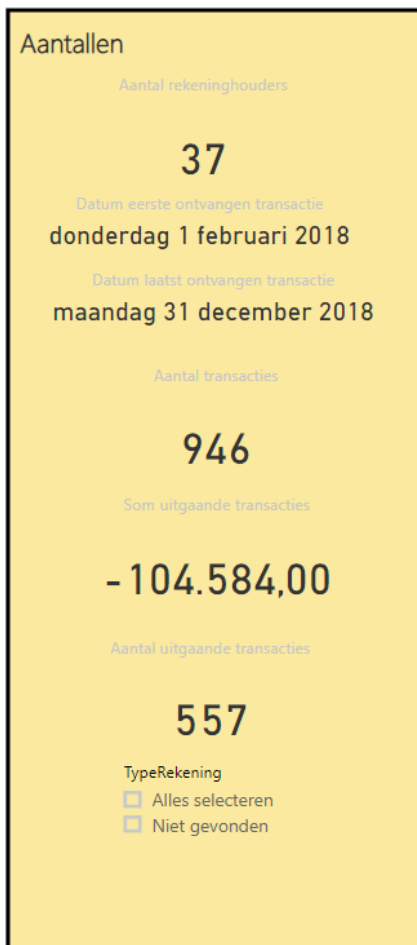 Aantallen
Aantal rekeninghouders
37
Datum eerste ontvangen transactie
donderdag 1 februari 2018
Datum laatst ontvangen transactie
maandag 31 december 2018
Aantal transacties
946
Som uitgaande transacties
-104.584,00
Aantal uitgaande transacties
557
TypeRekening
Alles selecteren
Niet gevonden